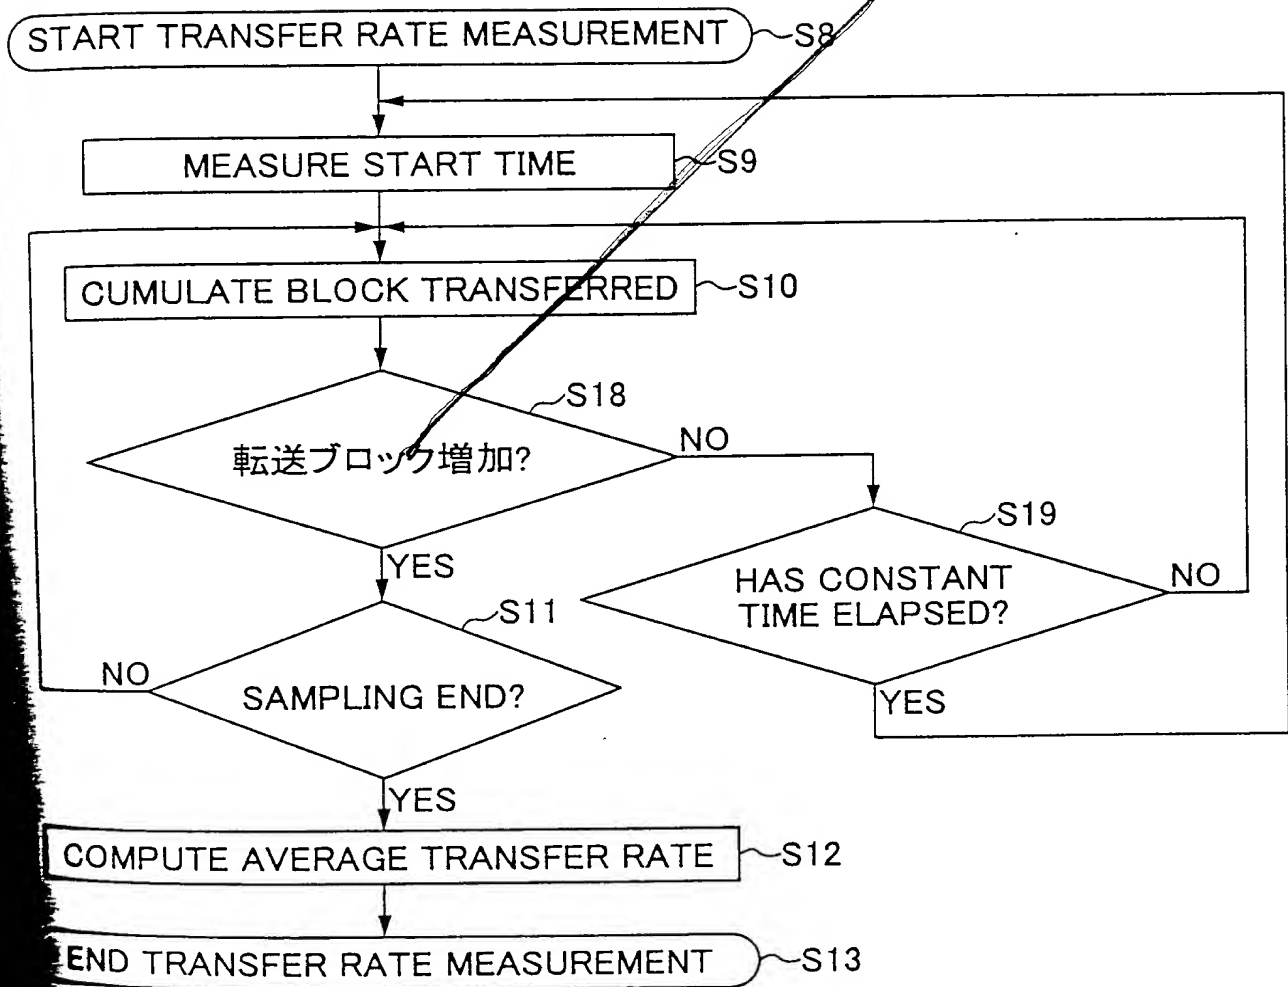 START TRANSFER RATE MEASUREMENT
S8
MEASURE START TIME
S9
CUMULATE BLOCK TRANSFERRED
S10
S18
転送ブロック増加?
NO
YES
S19
HAS CONSTANT
TIME ELAPSED?
NO
YES
S11
SAMPLING END?
NO
YES
COMPUTE AVERAGE TRANSFER RATE
S12
END TRANSFER RATE MEASUREMENT
S13